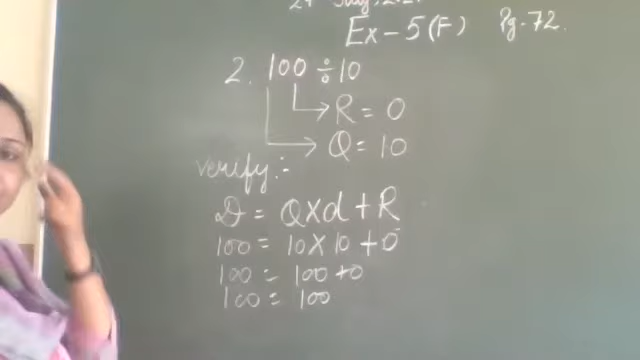 Ex-5(F) Pg-72.
2. 100 ÷ 10
R = 0
Q = 10
verify:-
D = Q×d + R
100 = 10 × 10 + 0
100 = 100 + 0
100 = 100